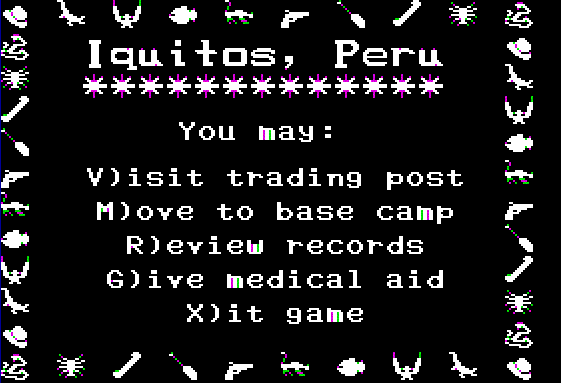 Iquitos, Peru
*************
You may:
V)isit trading post
M)ove to base camp
R)eview records
G)ive medical aid
X)it game